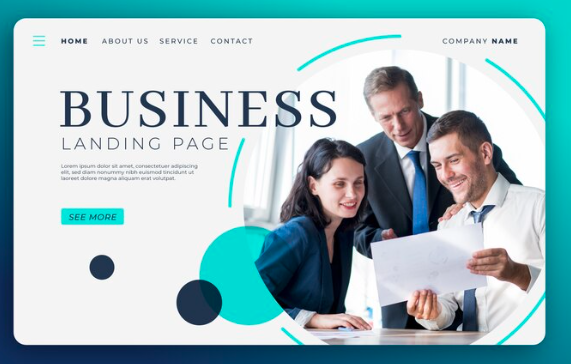 HOME ABOUT US SERVICE CONTACT COMPANY NAME
BUSINESS
LANDING PAGE
Lorem ipsum dolor sit amet, consectetuer adipiscing
elit, sed diam nonummy nibh euismod tincidunt ut
laoreet dolore magna aliquam erat volutpat.
SEE MORE